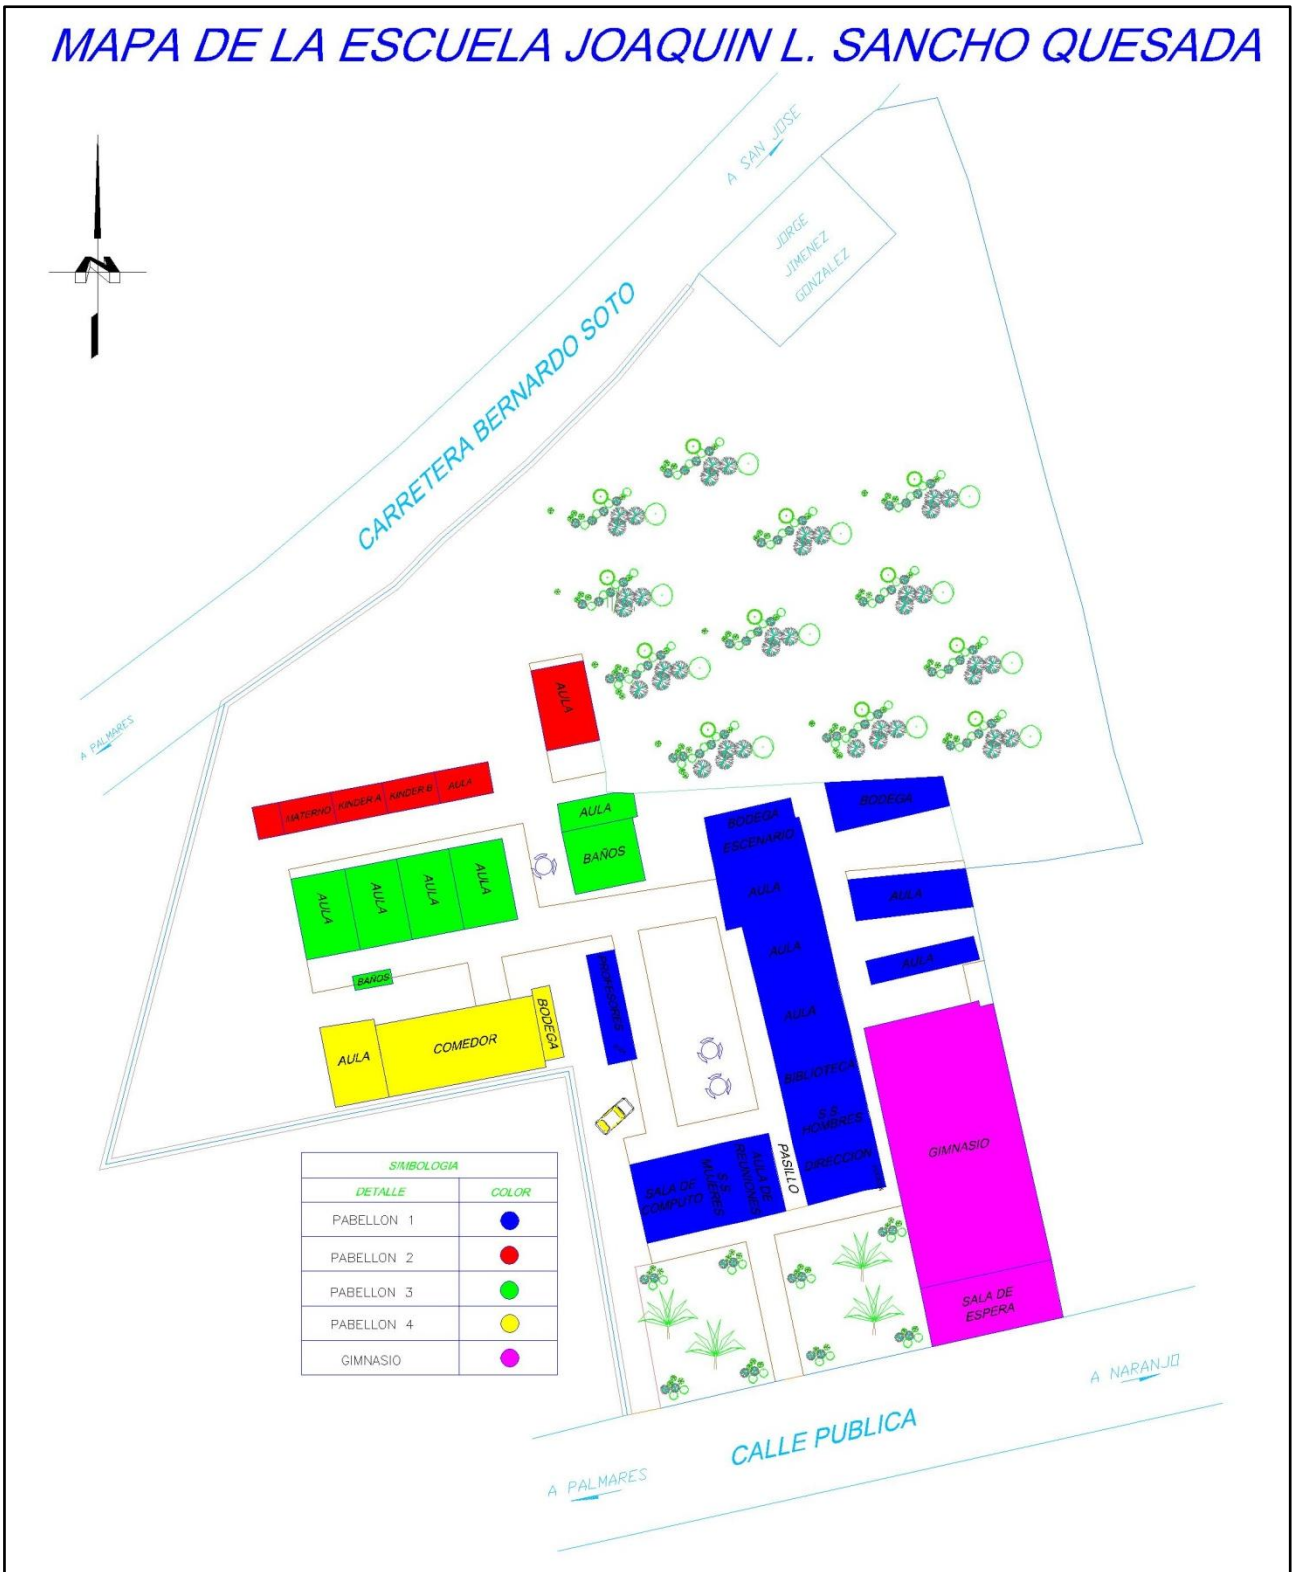 MAPA DE LA ESCUELA JOAQUIN L. SANCHO QUESADA
N
A SAN JOSE
JORGE
JIMENEZ
GONZALEZ
CARRETERA BERNARDO SOTO
A PALMARES
AULA
MATERNO
KINDER A
KINDER B
AULA
AULA
BAÑOS
BODEGA
ESCENARIO
BODEGA
AULA
AULA
AULA
AULA
AULA
AULA
AULA
AULA
AULA
BAÑOS
PROFESORES
AULA
BODEGA
COMEDOR
AULA
BIBLIOTECA
S.S
HOMBRES
DIRECCION
PASILLO
SALA DE
COMPUTO
S.S
MUJERES
AULA DE
REUNIONES
GIMNASIO
SALA DE
ESPERA
SIMBOLOGIA
DETALLE COLOR
PABELLON 1
PABELLON 2
PABELLON 3
PABELLON 4
GIMNASIO
A NARANJO
CALLE PUBLICA
A PALMARES